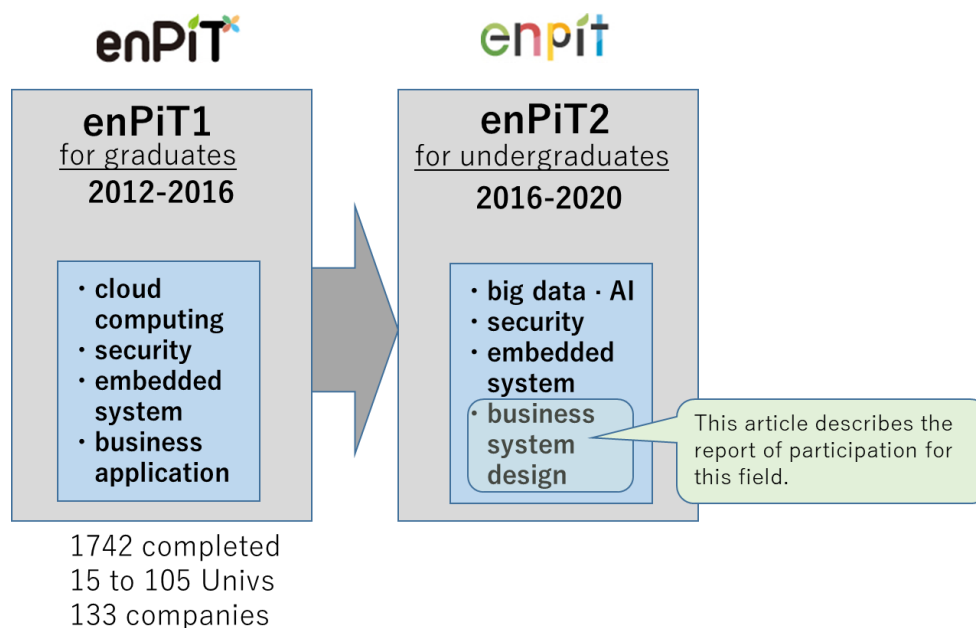 enPiT
enPiT1
for graduates
2012-2016
・cloud
computing
・security
・embedded
system
・business
application
1742 completed
15 to 105 Univs
133 companies
enpit
enPiT2
for undergraduates
2016-2020
・big data・AI
・security
・embedded
system
・business
system
design
This article describes the
report of participation for
this field.